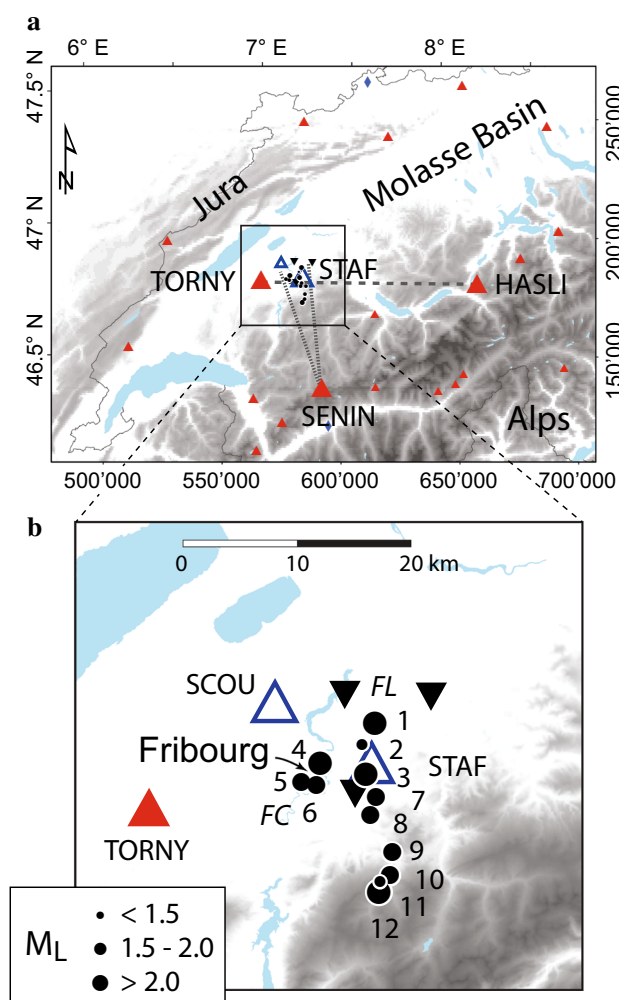 a
6° E
7° E
8° E
47.5° N
47° N
46.5° N
250'000
200'000
150'000
N
Jura
Molasse Basin
TORNY
STAF
HASLI
SENIN
Alps
500'000
550'000
600'000
650'000
700'000
b
0
10
20 km
SCOU
FL
1
Fribourg
4
2
STAF
3
5
6
7
FC
8
TORNY
9
10
11
12
M_L
< 1.5
1.5 - 2.0
> 2.0